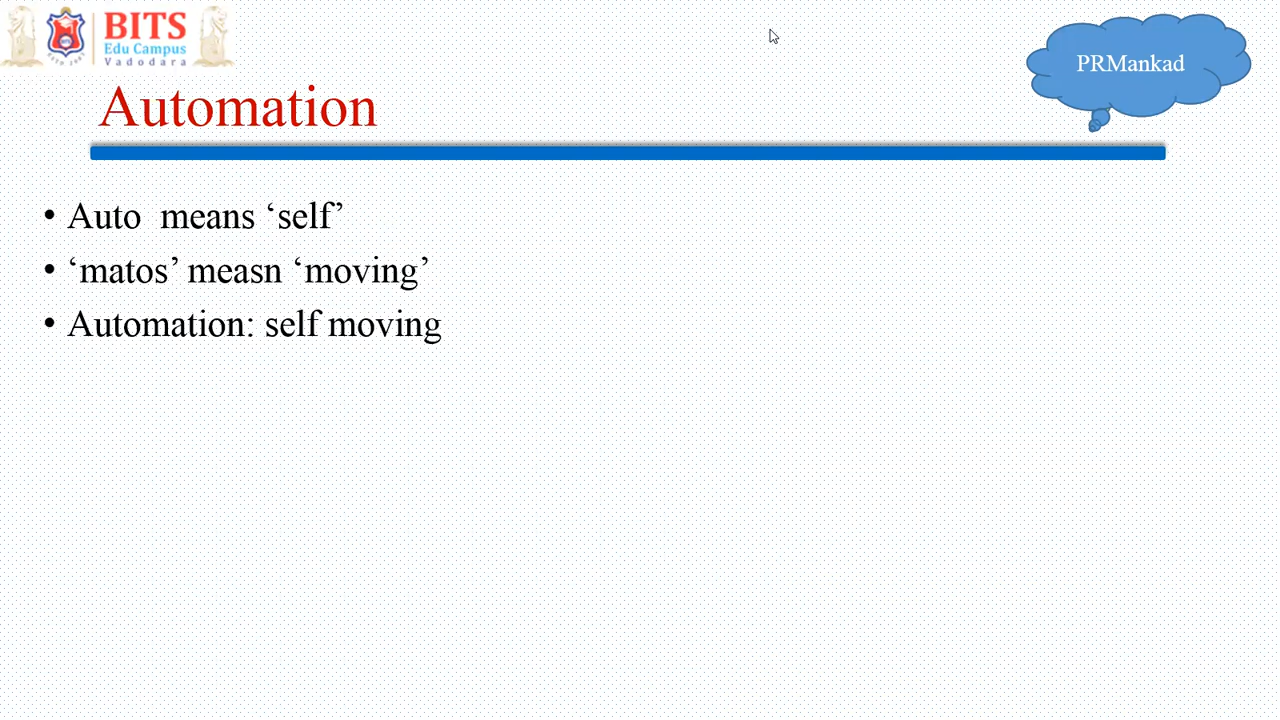 BITS
Edu Campus
Vadodara
PRMankad
Automation
• Auto  means ‘self’
• ‘matos’ measn ‘moving’
• Automation: self moving